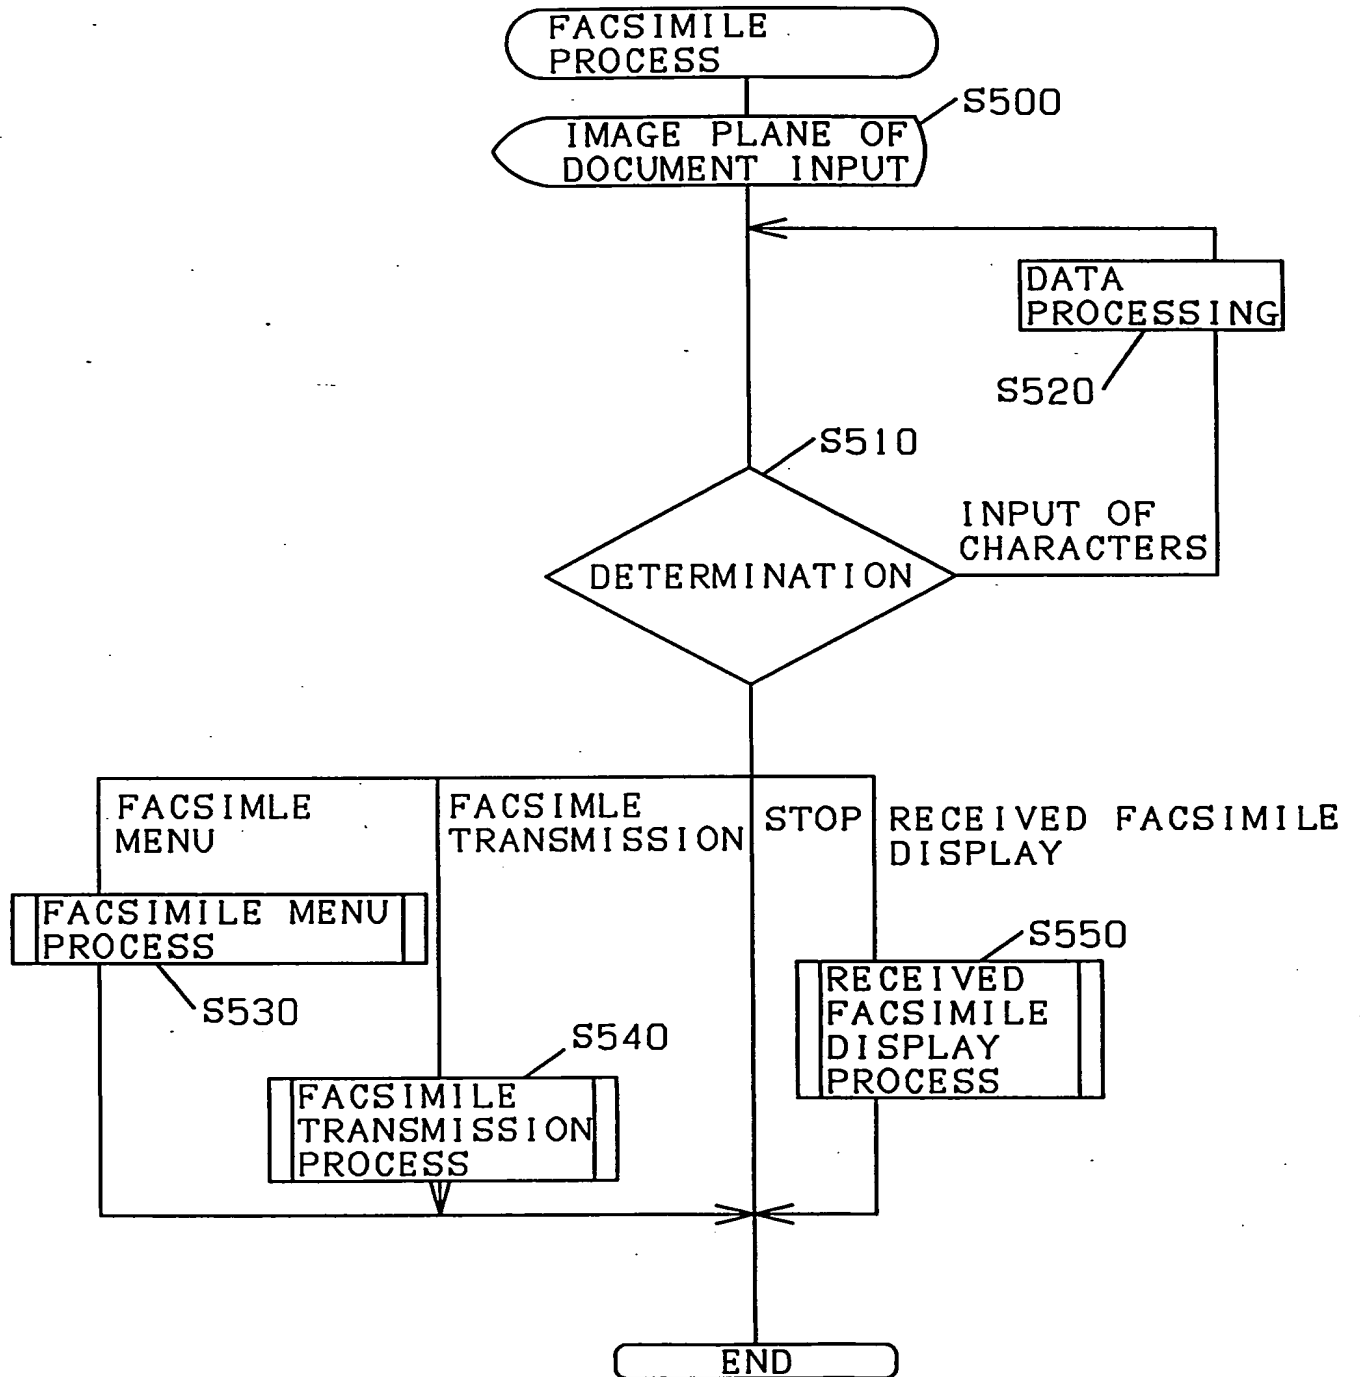 FACSIMILE
PROCESS
S500
IMAGE PLANE OF
DOCUMENT INPUT
DATA
PROCESSING
S520
S510
INPUT OF
CHARACTERS
DETERMINATION
FACSIMLE
MENU
FACSIMLE
TRANSMISSION
STOP
RECEIVED FACSIMILE
DISPLAY
FACSIMILE MENU
PROCESS
S530
S550
RECEIVED
FACSIMILE
DISPLAY
PROCESS
S540
FACSIMILE
TRANSMISSION
PROCESS
END